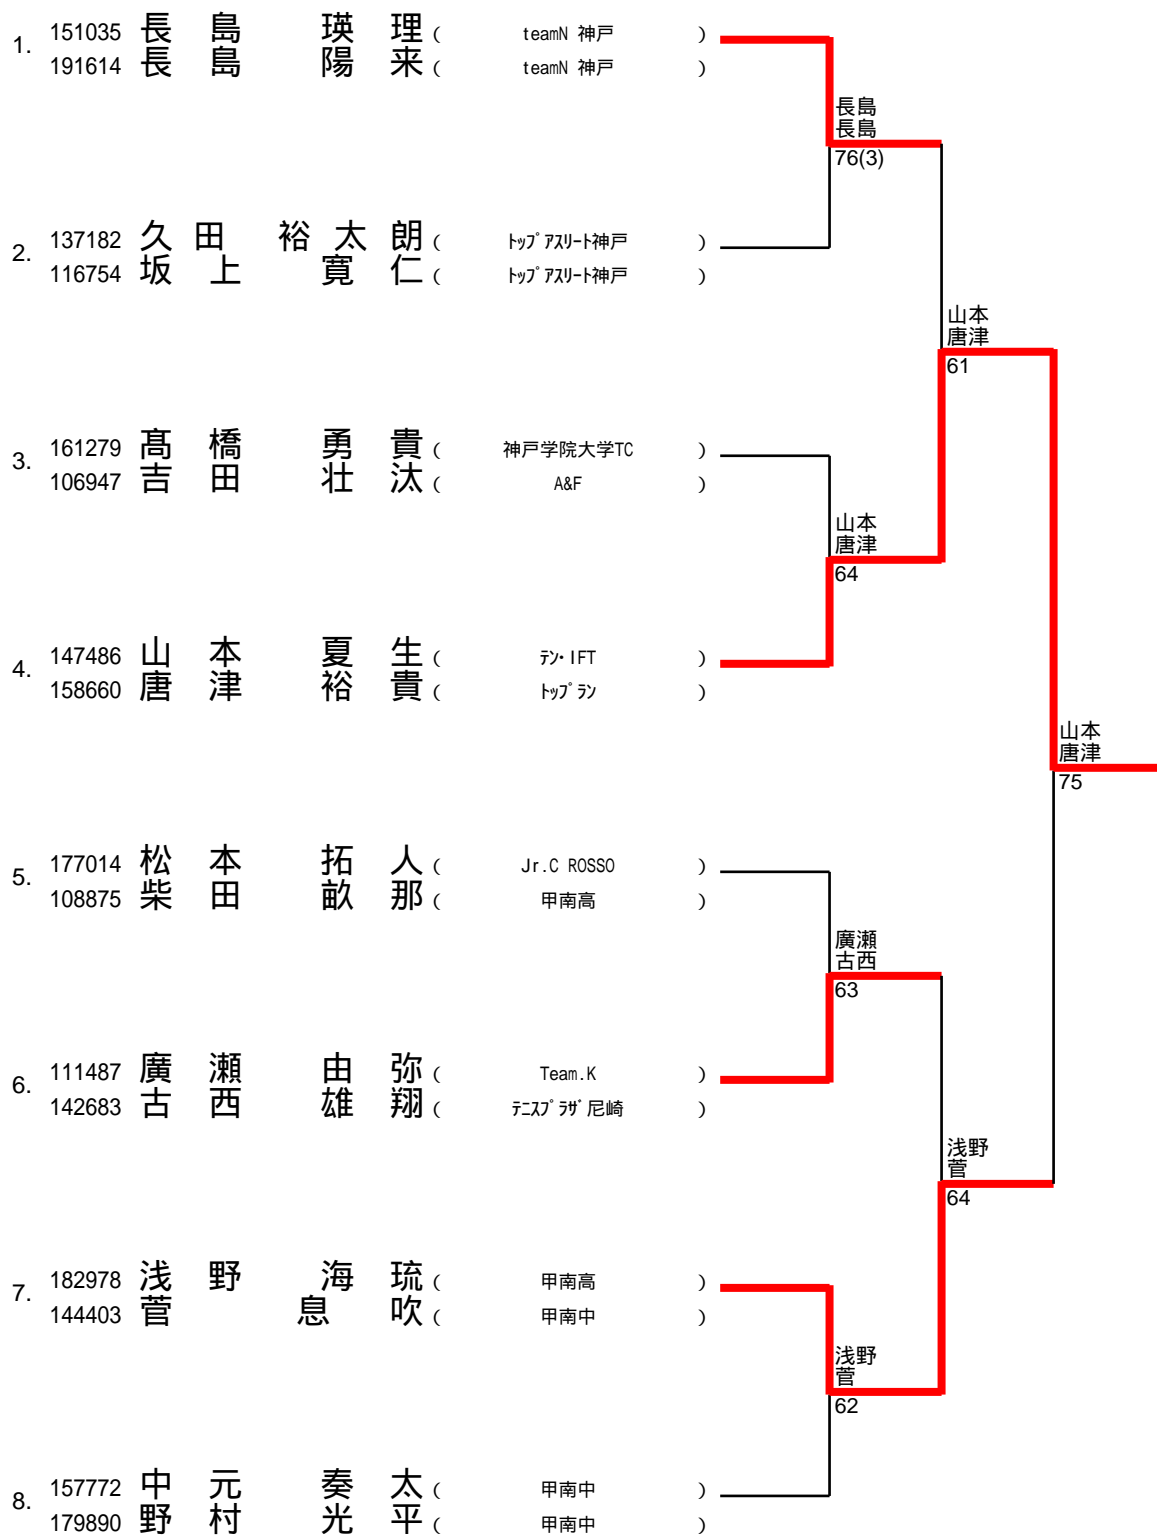 1. 151035 長島 瑛理 ( teamN 神戸 )
191614 長島 陽来 ( teamN 神戸 )
長島
長島
76(3)
2. 137182 久田 裕太朗 ( ﾄｯﾌﾟｱｽﾘｰﾄ神戸 )
116754 坂上 寛仁 ( ﾄｯﾌﾟｱｽﾘｰﾄ神戸 )
山本
唐津
61
3. 161279 髙橋 勇貴 ( 神戸学院大学TC )
106947 吉田 壮汰 ( A&F )
山本
唐津
64
4. 147486 山本 夏生 ( ﾃﾝ･IFT )
158660 唐津 裕貴 ( ﾄｯﾌﾟﾗﾝ )
山本
唐津
75
5. 177014 松本 拓人 ( Jr.C ROSSO )
108875 柴田 畝那 ( 甲南高 )
廣瀬
古西
63
6. 111487 廣瀬 由弥 ( Team.K )
142683 古西 雄翔 ( ﾃﾆｽﾌﾟﾗｻﾞ尼崎 )
浅野
菅
64
7. 182978 浅野 海琉 ( 甲南高 )
144403 菅 息吹 ( 甲南中 )
浅野
菅
62
8. 157772 中元 奏太 ( 甲南中 )
179890 野村 光平 ( 甲南中 )